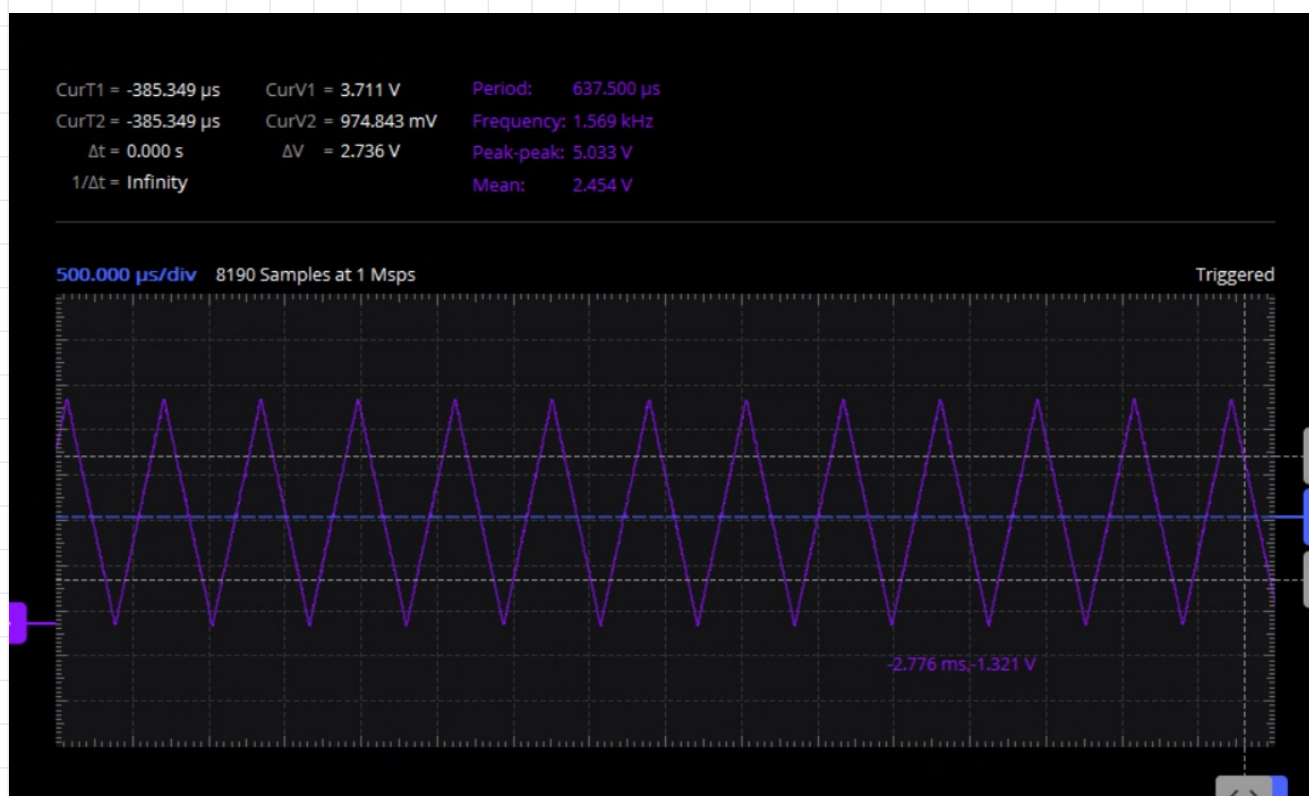 CurT1 = -385.349 µs CurV1 = 3.711 V Period: 637.500 µs
CurT2 = -385.349 µs CurV2 = 974.843 mV Frequency: 1.569 kHz
Δt = 0.000 s ΔV = 2.736 V Peak-peak: 5.033 V
1/Δt = Infinity Mean: 2.454 V
500.000 µs/div 8190 Samples at 1 Msps Triggered
-2.776 ms,-1.321 V